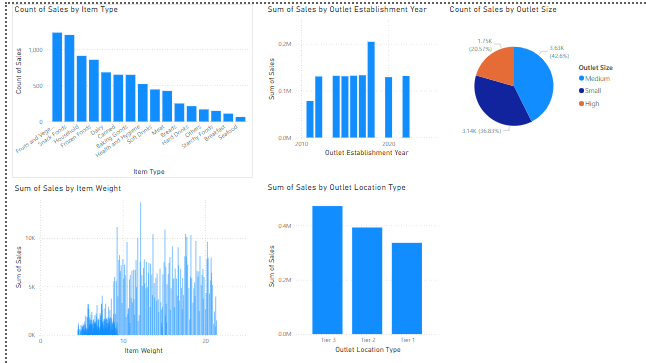 Count of Sales by Item Type
Count of Sales
1,000
500
0
Fruits and Vege...
Snack Foods
Household
Frozen Foods
Dairy
Canned
Baking Goods
Health and Hygiene
Soft Drinks
Meat
Breads
Hard Drinks
Others
Starchy Foods
Breakfast
Seafood
Item Type
Sum of Sales by Outlet Establishment Year
Sum of Sales
0.2M
0.1M
0.0M
2010
2020
Outlet Establishment Year
Count of Sales by Outlet Size
1.75K
(20.57%)
3.63K
(42.6%)
3.14K (36.83%)
Outlet Size
Medium
Small
High
Sum of Sales by Item Weight
Sum of Sales
10K
5K
0K
0
10
20
Item Weight
Sum of Sales by Outlet Location Type
Sum of Sales
0.4M
0.2M
0.0M
Tier 3
Tier 2
Tier 1
Outlet Location Type